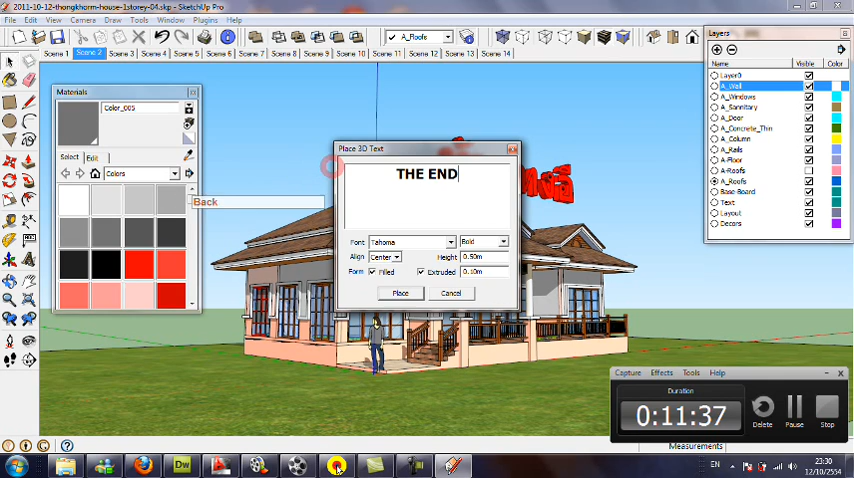 2011-10-12-thongkhorm-house-1storey-04.skp - SketchUp Pro
File Edit View Camera Draw Tools Window Plugins Help
A_Roofs
Scene 1 Scene 2 Scene 3 Scene 4 Scene 5 Scene 6 Scene 7 Scene 8 Scene 9 Scene 10 Scene 11 Scene 12 Scene 13 Scene 14
Layers
Name Visible Color
Layer0
A_Wall
A_Windows
A_Sannitary
A_Door
A_Concrete_Thin
A_Column
A_Rails
A-Floor
A-Roofs
A_Roofs
Base-Board
Text
Layout
Decors
Materials
Color_005
Select Edit
Colors
Back
Place 3D Text
THE END
Font Tahoma Bold
Align Center Height 0.50m
Form Filled Extruded 0.10m
Place Cancel
Capture Effects Tools Help
Duration
0:11:37
Delete Pause Stop
Measurements
Dw
EN
23:30
12/10/2554